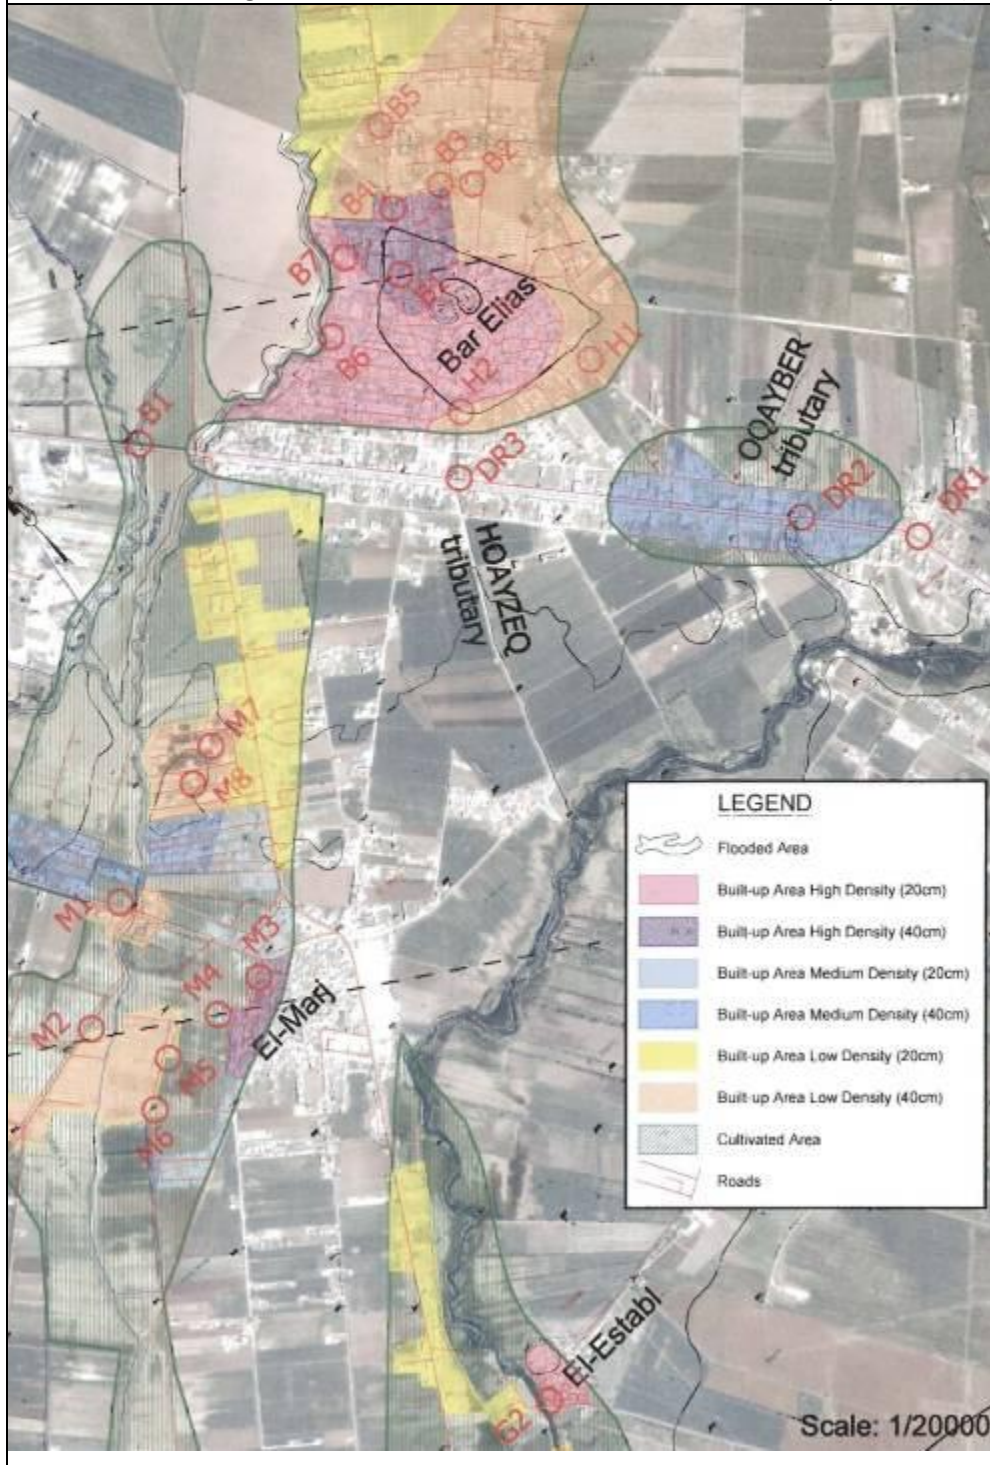 B5
B3
B2
B4
B7
Bar Elias
B6
H1
H2
B1
OQAYBER
tributary
DR3
DR2
DR1
HOAYZEQ
tributary
M7
M8
LEGEND
Flooded Area
Built-up Area High Density (20cm)
Built-up Area High Density (40cm)
Built-up Area Medium Density (20cm)
Built-up Area Medium Density (40cm)
Built-up Area Low Density (20cm)
Built-up Area Low Density (40cm)
Cultivated Area
Roads
M1
M3
M4
M2
El-Marj
M5
M6
El-Establ
G2
Scale: 1/20000